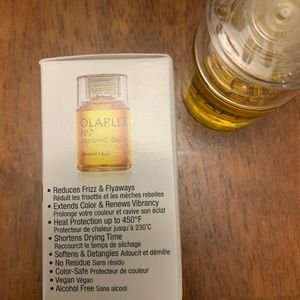 OLAPLEX
Nº7
BONDING OIL
• Reduces Frizz & Flyaways
Réduit les frisottis et les mèches rebelles
• Extends Color & Renews Vibrancy
Prolonge votre couleur et ravive son éclat
• Heat Protection up to 450°F
Protecteur de chaleur jusqu'à 230°C
• Shortens Drying Time
Raccourcit le temps de séchage
• Softens & Detangles Adoucit et démêle
• No Residue Sans résidu
• Color-Safe Protecteur de couleur
• Vegan Végan
• Alcohol Free Sans alcool